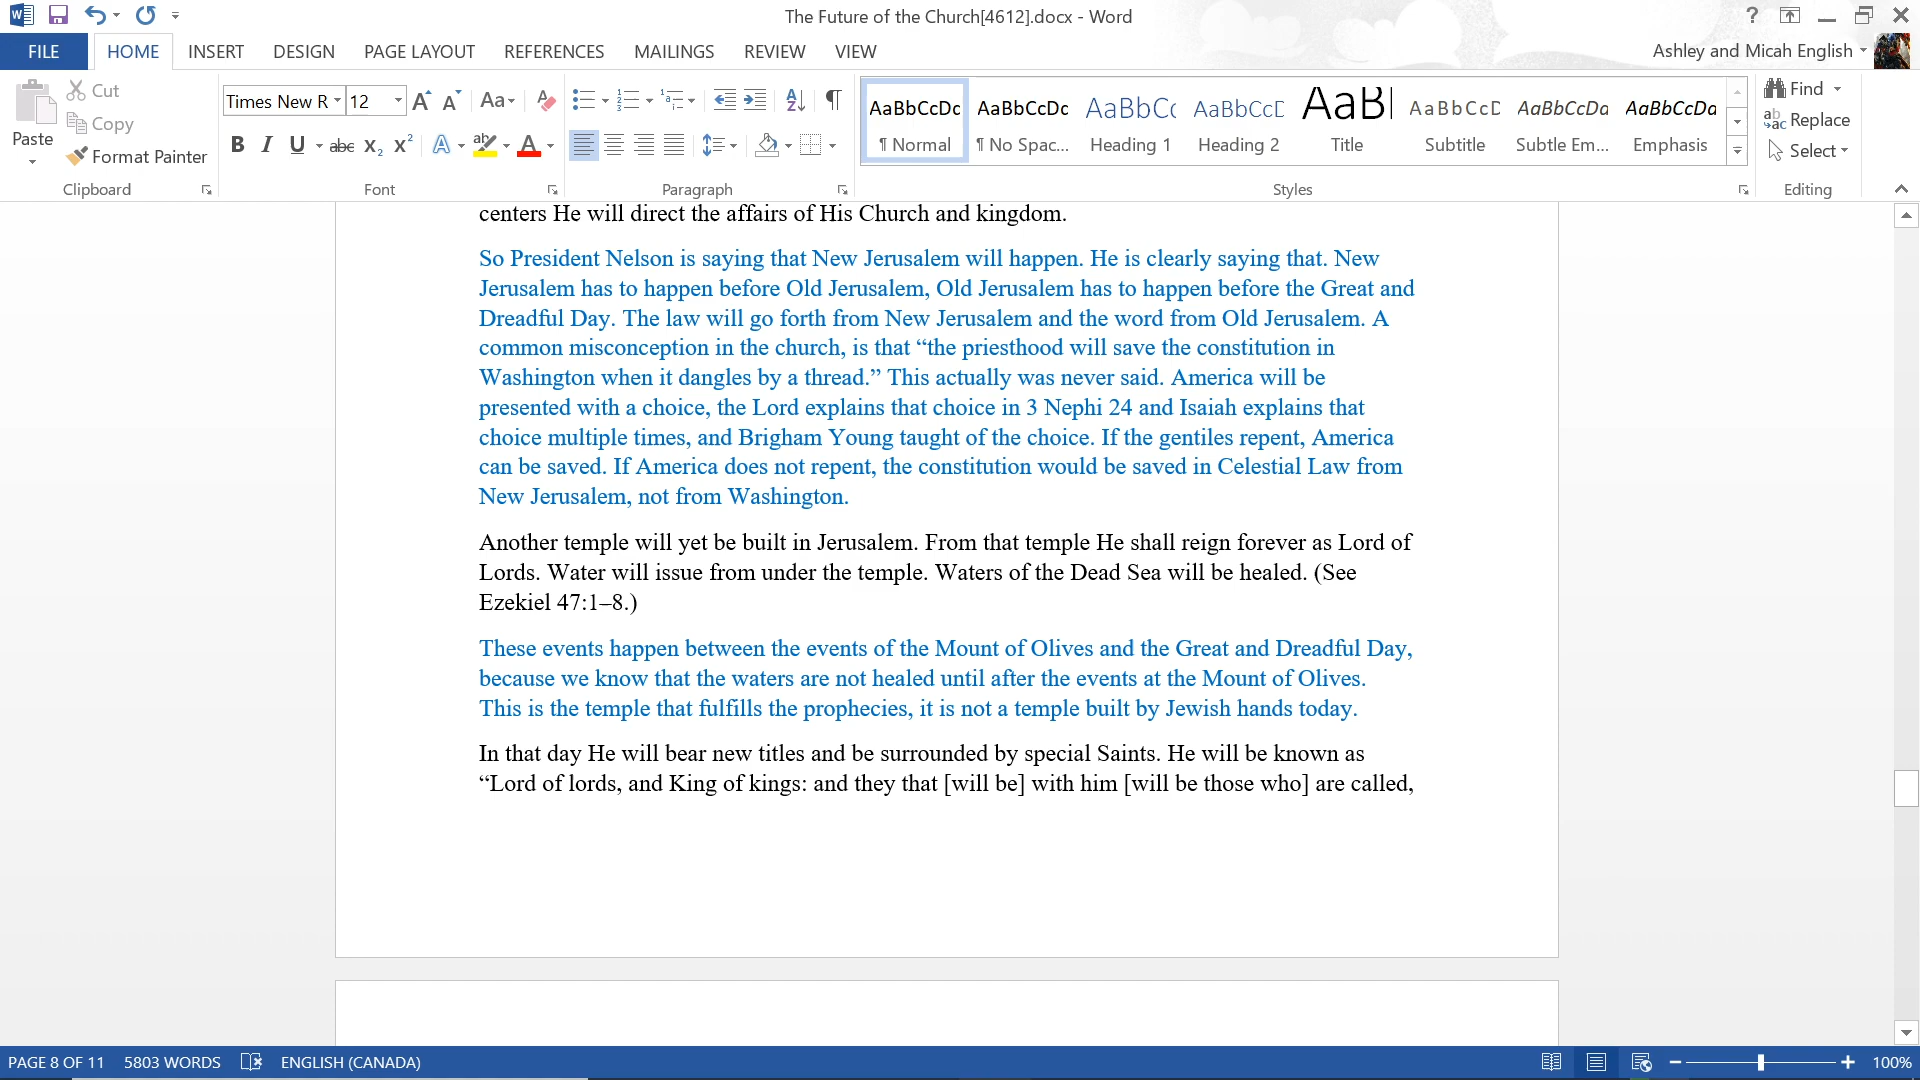 The Future of the Church[4612].docx - Word
?
FILE
HOME
INSERT
DESIGN
PAGE LAYOUT
REFERENCES
MAILINGS
REVIEW
VIEW
Ashley and Micah English
Paste
Cut
Copy
Format Painter
Clipboard
Times New R
12
Font
Paragraph
AaBbCcDc
¶ Normal
AaBbCcDc
¶ No Spac...
AaBbCc
Heading 1
AaBbCcE
Heading 2
AaBl
Title
AaBbCcD
Subtitle
AaBbCcDa
Subtle Em...
AaBbCcDa
Emphasis
Styles
Find
Replace
Select
Editing
centers He will direct the affairs of His Church and kingdom.
So President Nelson is saying that New Jerusalem will happen. He is clearly saying that. New
Jerusalem has to happen before Old Jerusalem, Old Jerusalem has to happen before the Great and
Dreadful Day. The law will go forth from New Jerusalem and the word from Old Jerusalem. A
common misconception in the church, is that “the priesthood will save the constitution in
Washington when it dangles by a thread.” This actually was never said. America will be
presented with a choice, the Lord explains that choice in 3 Nephi 24 and Isaiah explains that
choice multiple times, and Brigham Young taught of the choice. If the gentiles repent, America
can be saved. If America does not repent, the constitution would be saved in Celestial Law from
New Jerusalem, not from Washington.
Another temple will yet be built in Jerusalem. From that temple He shall reign forever as Lord of
Lords. Water will issue from under the temple. Waters of the Dead Sea will be healed. (See
Ezekiel 47:1–8.)
These events happen between the events of the Mount of Olives and the Great and Dreadful Day,
because we know that the waters are not healed until after the events at the Mount of Olives.
This is the temple that fulfills the prophecies, it is not a temple built by Jewish hands today.
In that day He will bear new titles and be surrounded by special Saints. He will be known as
“Lord of lords, and King of kings: and they that [will be] with him [will be those who] are called,
PAGE 8 OF 11
5803 WORDS
ENGLISH (CANADA)
100%